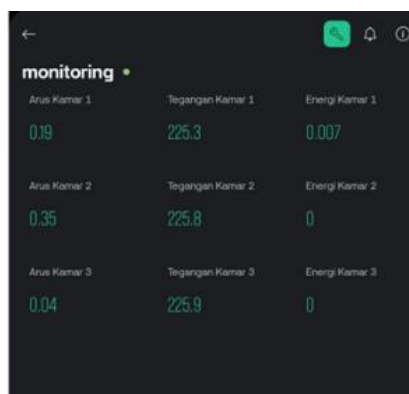 monitoring
Arus Kamar 1 Tegangan Kamar 1 Energi Kamar 1
0.19 225.3 0.007
Arus Kamar 2 Tegangan Kamar 2 Energi Kamar 2
0.35 225.8 0
Arus Kamar 3 Tegangan Kamar 3 Energi Kamar 3
0.04 225.9 0